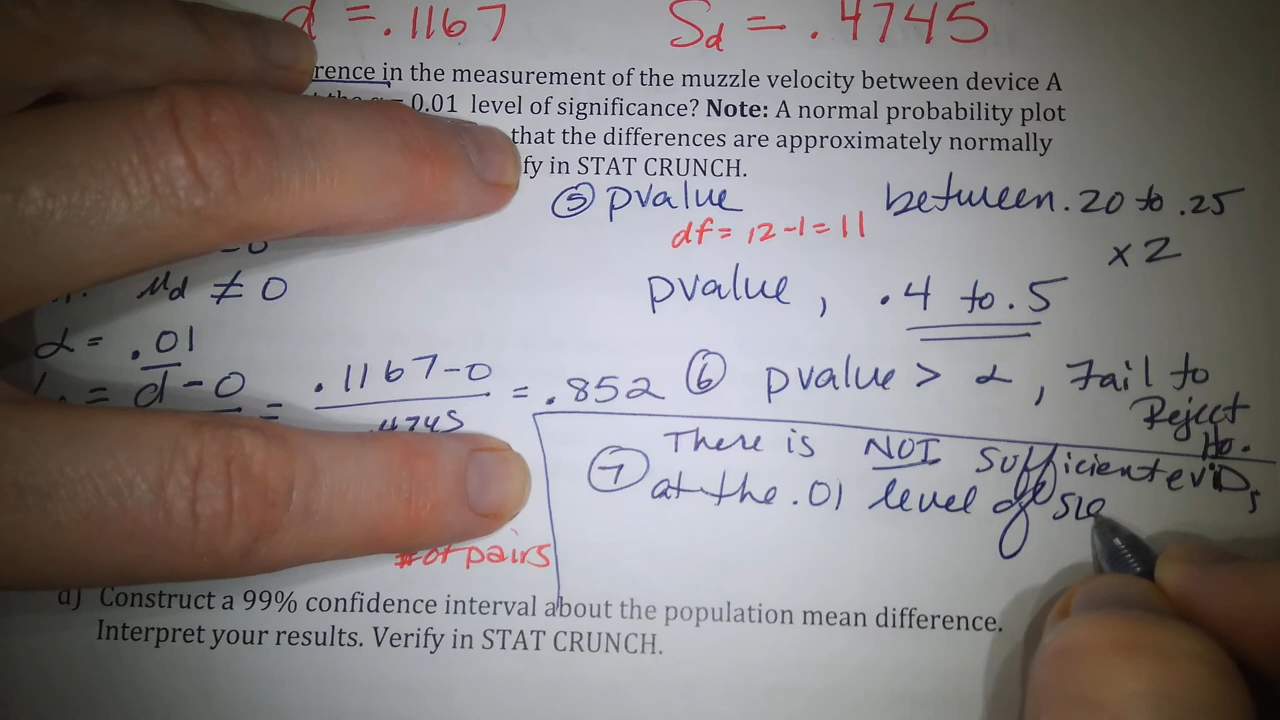 d = .1167 Sd = .4745
rence in the measurement of the muzzle velocity between device A
= 0.01 level of significance? Note: A normal probability plot
that the differences are approximately normally
fy in STAT CRUNCH.
⑤ pvalue between .20 to .25
df = 12-1 = 11
x2
Md ≠ 0
pvalue, .4 to .5
α = .01
= d̄ - 0 = .1167-0 = .852 ⑥ pvalue > α, Fail to
.4745
Reject
Ho.
⑦ There is NOT sufficient evid,
at the .01 level of sig
# of pairs
d) Construct a 99% confidence interval about the population mean difference.
Interpret your results. Verify in STAT CRUNCH.